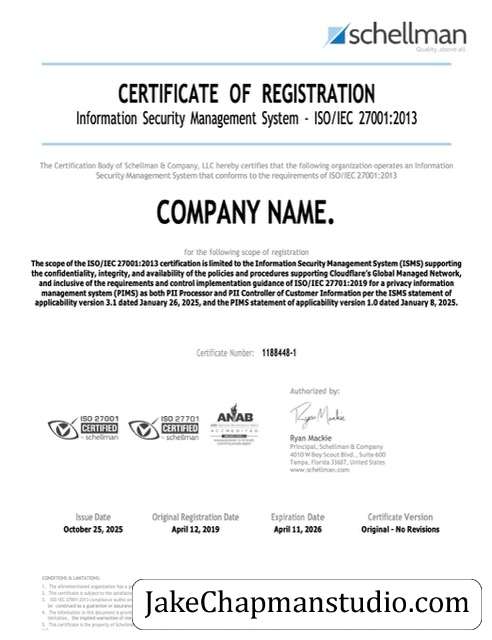 schellman
Quality, above all.
CERTIFICATE OF REGISTRATION
Information Security Management System - ISO/IEC 27001:2013
The Certification Body of Schellman & Company, LLC hereby certifies that the following organization operates an Information
Security Management System that conforms to the requirements of ISO/IEC 27001:2013
COMPANY NAME.
for the following scope of registration
The scope of the ISO/IEC 27001:2013 certification is limited to the Information Security Management System (ISMS) supporting
the confidentiality, integrity, and availability of the policies and procedures supporting Cloudflare's Global Managed Network,
and inclusive of the requirements and control implementation guidance of ISO/IEC 27701:2019 for a privacy information
management system (PIMS) as both PII Processor and PII Controller of Customer Information per the ISMS statement of
applicability version 3.1 dated January 26, 2025, and the PIMS statement of applicability version 1.0 dated January 8, 2025.
Certificate Number: 1188448-1
Authorized by:
ISO 27001
CERTIFIED
schellman
ISO 27701
CERTIFIED
schellman
ANAB
ACCREDITED
Ryan Mackie
Ryan Mackie
Principal, Schellman & Company
4010 W Boy Scout Blvd., Suite 600
Tampa, Florida 33607, United States
www.schellman.com
Issue Date Original Registration Date Expiration Date Certificate Version
October 25, 2025 April 12, 2019 April 11, 2026 Original - No Revisions
CONDITIONS & LIMITATIONS:
1. The aforementioned organization has a
2. The certificate is subject to the
3. ISO IEC 27001 compliance audits are
be construed as a guarantee or assurance
4. The information in this document is
limitation, the implied warranties of
5. This certificate is the property of Schellman
JakeChapmanstudio.com